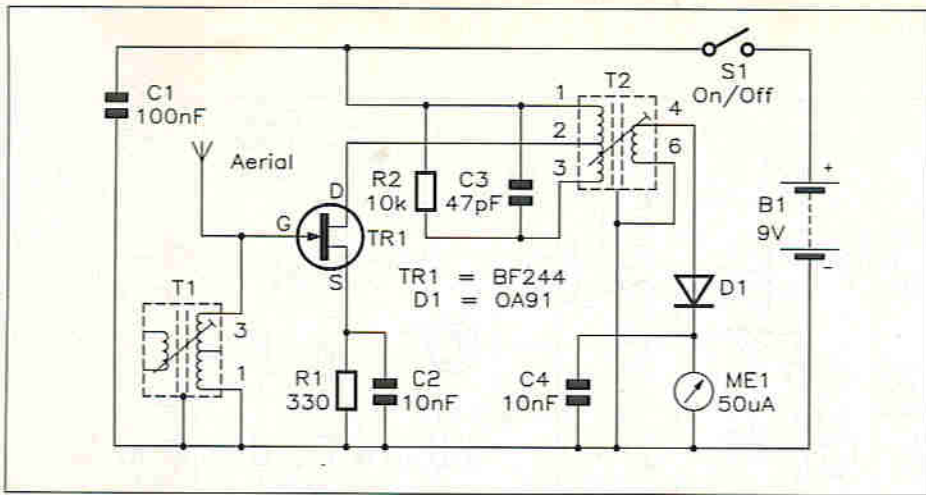 C1
100nF
Aerial
T1
3
1
D
G
S
TR1
R1
330
C2
10nF
R2
10k
C3
47pF
TR1 = BF244
D1 = OA91
1
2
3
T2
4
6
S1
On/Off
B1
9V
+
−
D1
C4
10nF
ME1
50uA